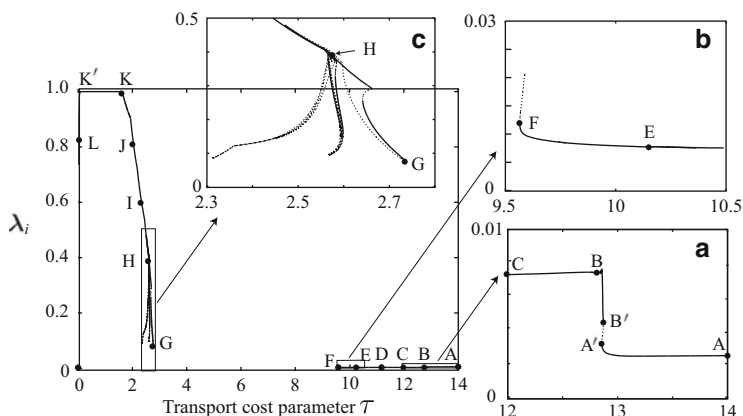 0.5
c
H
0
G
2.3 2.5 2.7
0.03
b
F
E
0
9.5 10 10.5
K′ K
1.0
L
0.8
J
I
0.6
λi
H
0.4
0.2
G
F E D C B A
0
0 2 4 6 8 10 12 14
Transport cost parameter τ
0.01
a
C B
B′
A′
A
0
12 13 14